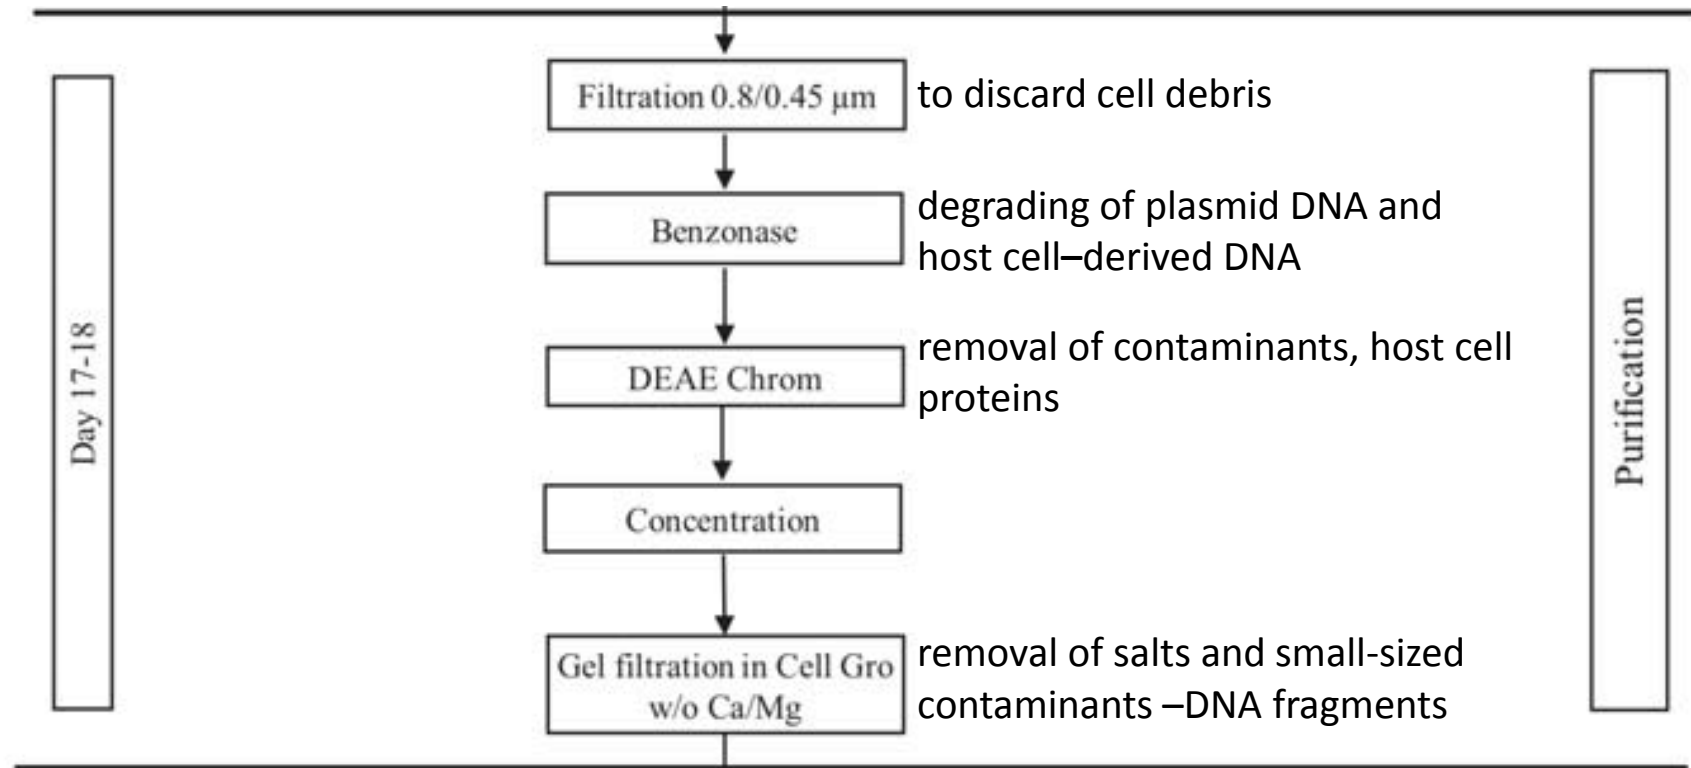 Day 17-18
Filtration 0.8/0.45 µm
to discard cell debris
Benzonase
degrading of plasmid DNA and
host cell–derived DNA
DEAE Chrom
removal of contaminants, host cell
proteins
Concentration
Gel filtration in Cell Gro
w/o Ca/Mg
removal of salts and small-sized
contaminants –DNA fragments
Purification